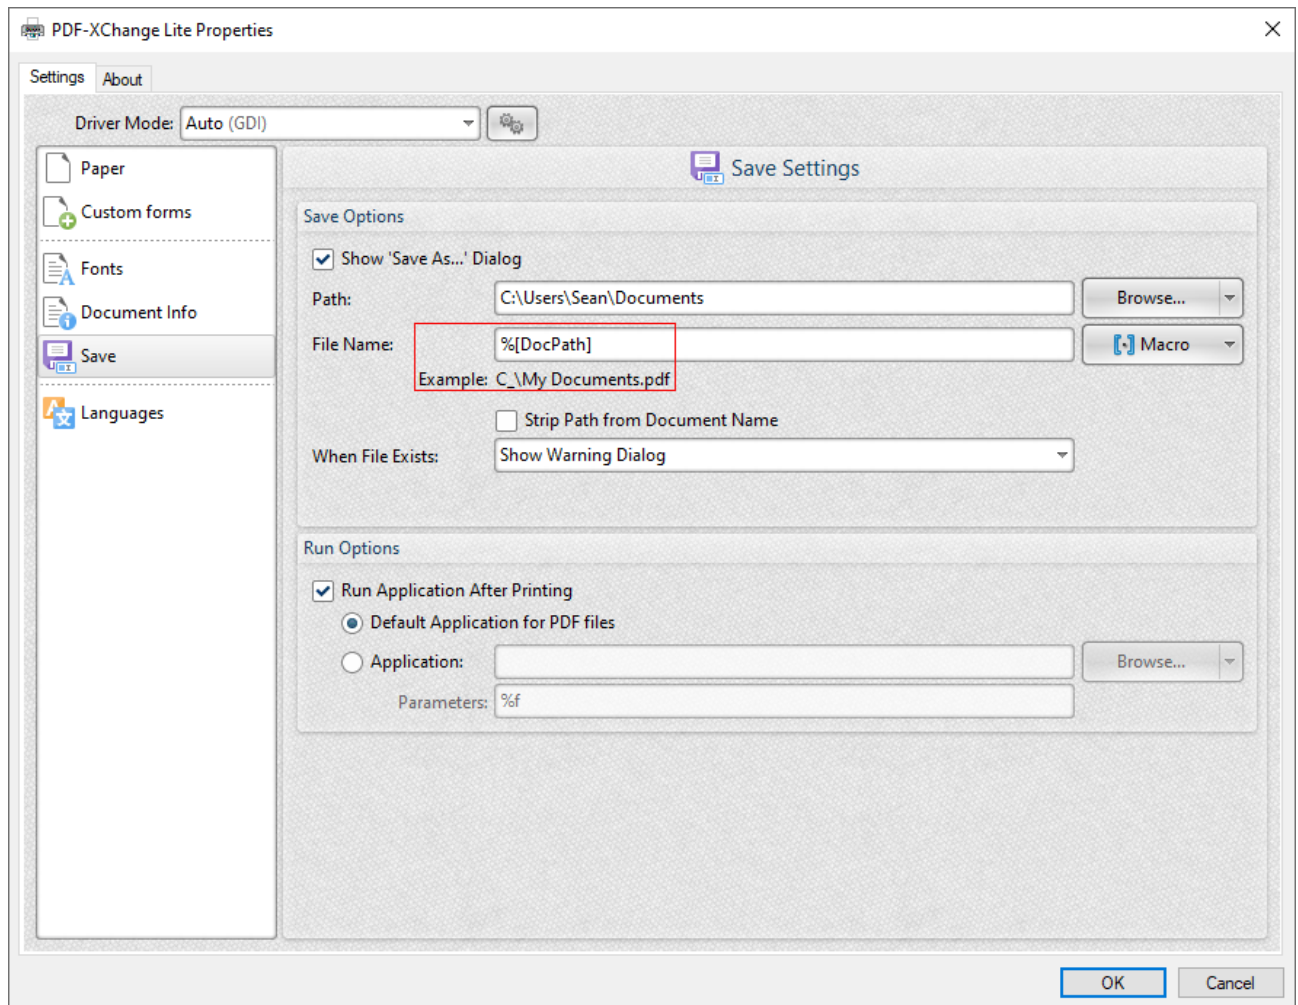 PDF-XChange Lite Properties
Settings
About
Driver Mode: Auto (GDI)
Paper
Custom forms
Fonts
Document Info
Save
Languages
Save Settings
Save Options
Show 'Save As...' Dialog
Path: C:\Users\Sean\Documents Browse...
File Name: %[DocPath] Macro
Example: C_\My Documents.pdf
Strip Path from Document Name
When File Exists: Show Warning Dialog
Run Options
Run Application After Printing
Default Application for PDF files
Application: Browse...
Parameters: %f
OK Cancel